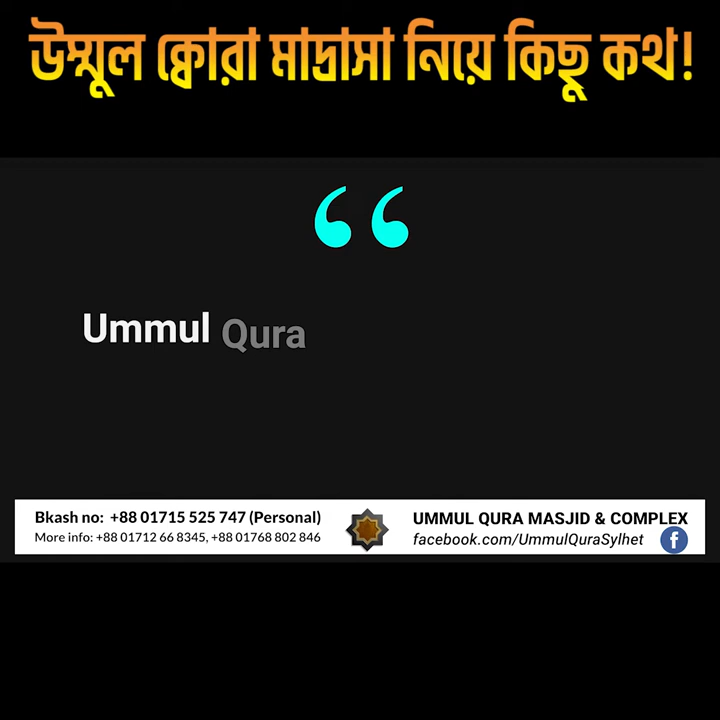 উম্মূল ক্বোরা মাদ্রাসা নিয়ে কিছু কথ!
“
Ummul Qura
Bkash no: +88 01715 525 747 (Personal)
More info: +88 01712 66 8345, +88 01768 802 846
UMMUL QURA MASJID & COMPLEX
facebook.com/UmmulQuraSylhet f